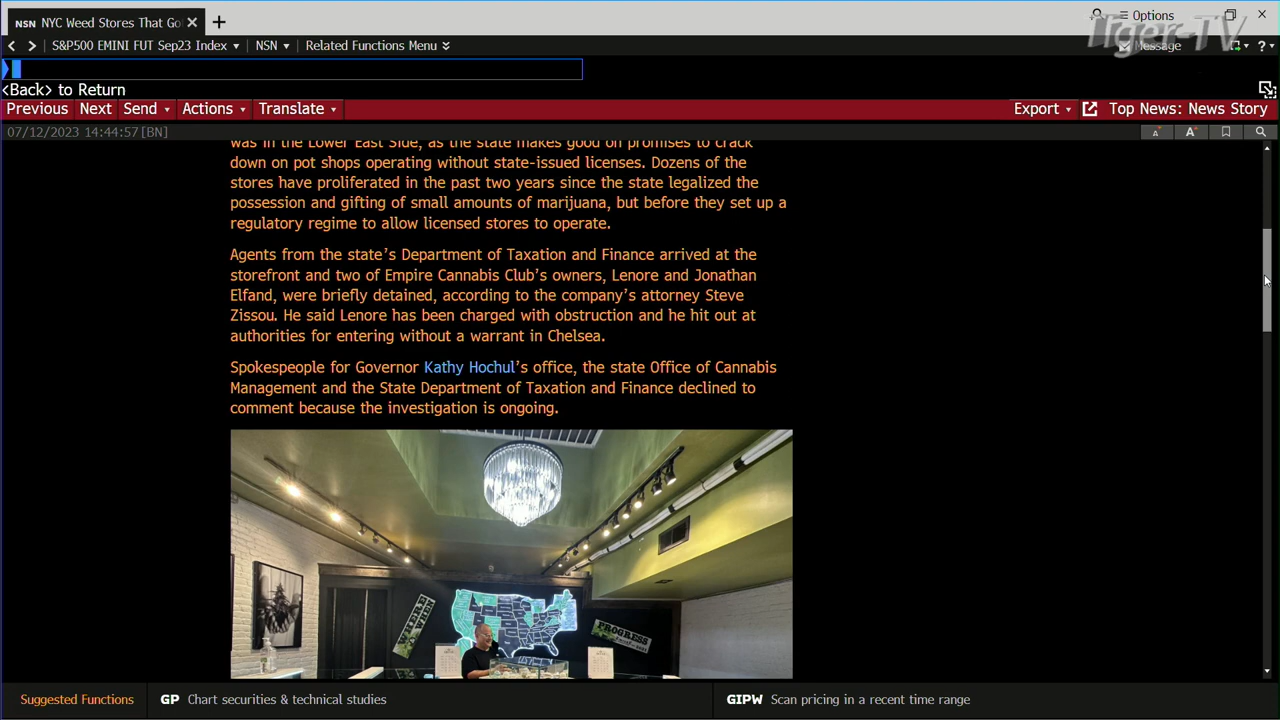 NSN NYC Weed Stores That Go
Options
S&P500 EMINI FUT Sep23 Index NSN Related Functions Menu
Message
Tiger-TV
<Back> to Return
Previous Next Send Actions Translate Export Top News: News Story
07/12/2023 14:44:57 [BN]
was in the Lower East Side, as the state makes good on promises to crack
down on pot shops operating without state-issued licenses. Dozens of the
stores have proliferated in the past two years since the state legalized the
possession and gifting of small amounts of marijuana, but before they set up a
regulatory regime to allow licensed stores to operate.
Agents from the state's Department of Taxation and Finance arrived at the
storefront and two of Empire Cannabis Club's owners, Lenore and Jonathan
Elfand, were briefly detained, according to the company's attorney Steve
Zissou. He said Lenore has been charged with obstruction and he hit out at
authorities for entering without a warrant in Chelsea.
Spokespeople for Governor Kathy Hochul's office, the state Office of Cannabis
Management and the State Department of Taxation and Finance declined to
comment because the investigation is ongoing.
PROGRESS
Suggested Functions GP Chart securities & technical studies GIPW Scan pricing in a recent time range